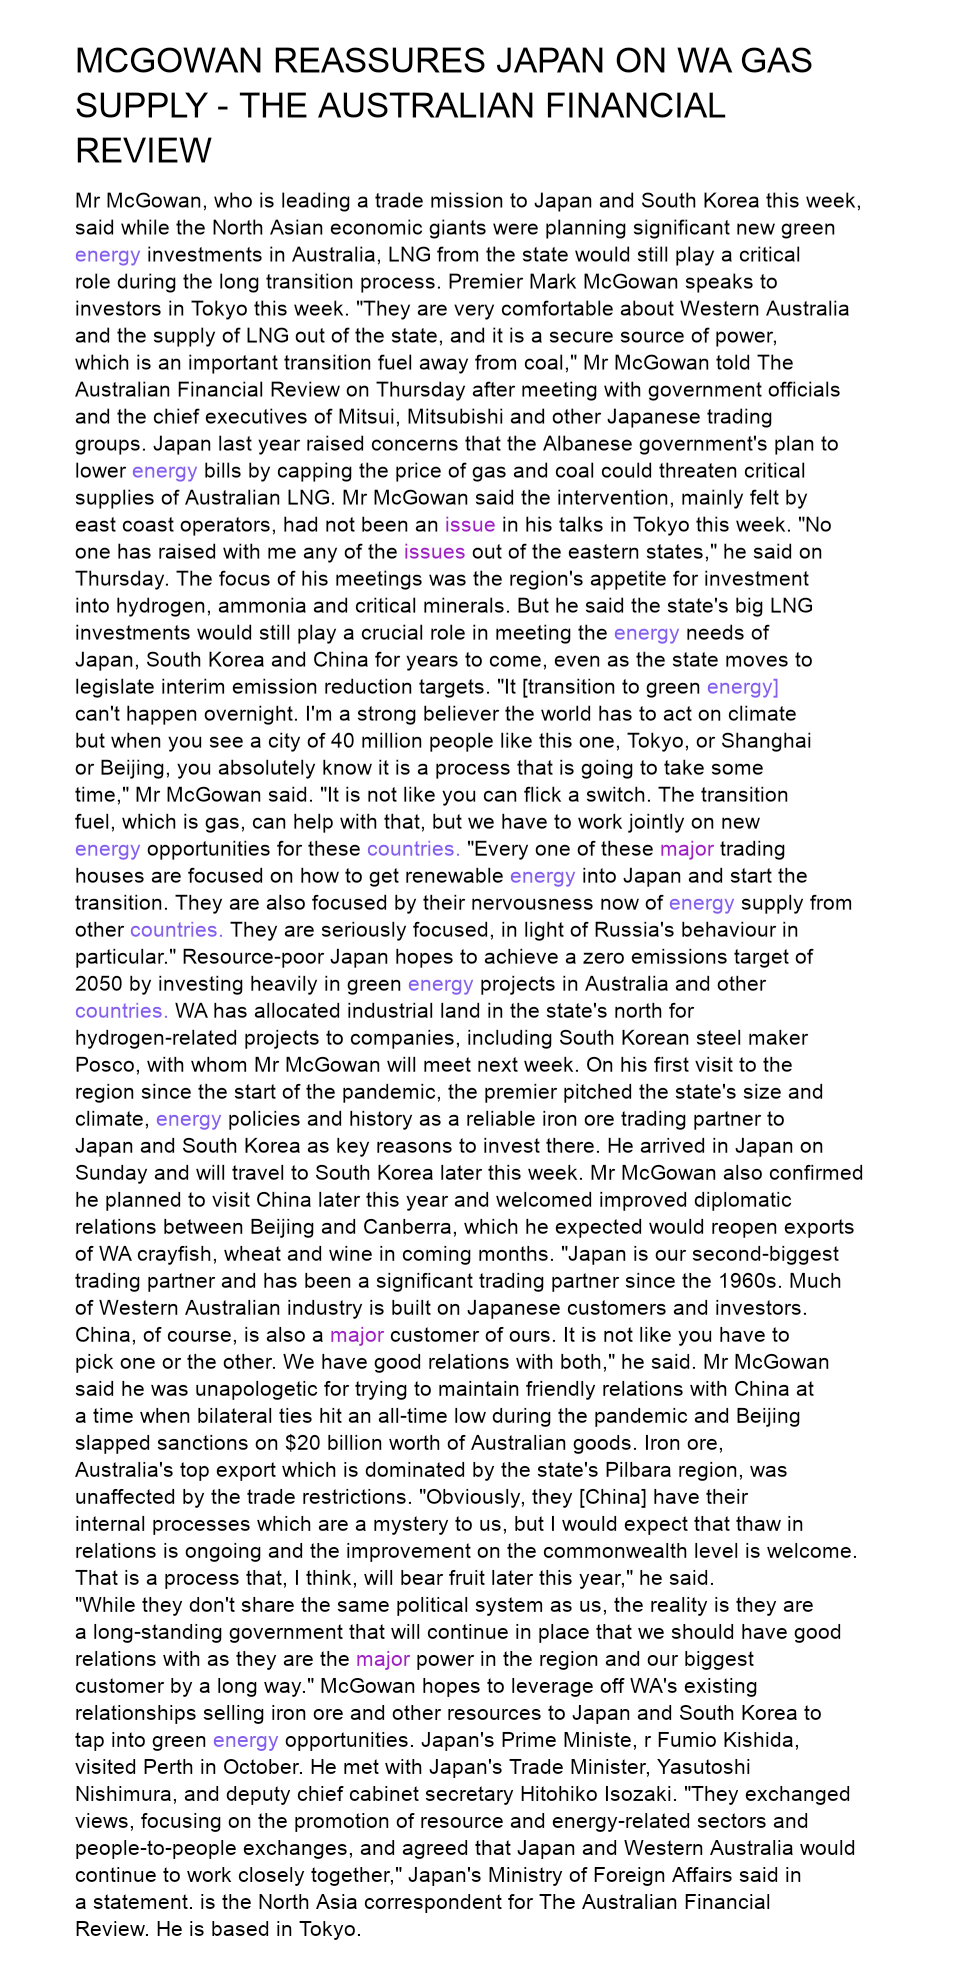 MCGOWAN REASSURES JAPAN ON WA GAS
SUPPLY - THE AUSTRALIAN FINANCIAL
REVIEW
Mr McGowan, who is leading a trade mission to Japan and South Korea this week,
said while the North Asian economic giants were planning significant new green
energy investments in Australia, LNG from the state would still play a critical
role during the long transition process. Premier Mark McGowan speaks to
investors in Tokyo this week. "They are very comfortable about Western Australia
and the supply of LNG out of the state, and it is a secure source of power,
which is an important transition fuel away from coal," Mr McGowan told The
Australian Financial Review on Thursday after meeting with government officials
and the chief executives of Mitsui, Mitsubishi and other Japanese trading
groups. Japan last year raised concerns that the Albanese government's plan to
lower energy bills by capping the price of gas and coal could threaten critical
supplies of Australian LNG. Mr McGowan said the intervention, mainly felt by
east coast operators, had not been an issue in his talks in Tokyo this week. "No
one has raised with me any of the issues out of the eastern states," he said on
Thursday. The focus of his meetings was the region's appetite for investment
into hydrogen, ammonia and critical minerals. But he said the state's big LNG
investments would still play a crucial role in meeting the energy needs of
Japan, South Korea and China for years to come, even as the state moves to
legislate interim emission reduction targets. "It [transition to green energy]
can't happen overnight. I'm a strong believer the world has to act on climate
but when you see a city of 40 million people like this one, Tokyo, or Shanghai
or Beijing, you absolutely know it is a process that is going to take some
time," Mr McGowan said. "It is not like you can flick a switch. The transition
fuel, which is gas, can help with that, but we have to work jointly on new
energy opportunities for these countries. "Every one of these major trading
houses are focused on how to get renewable energy into Japan and start the
transition. They are also focused by their nervousness now of energy supply from
other countries. They are seriously focused, in light of Russia's behaviour in
particular." Resource-poor Japan hopes to achieve a zero emissions target of
2050 by investing heavily in green energy projects in Australia and other
countries. WA has allocated industrial land in the state's north for
hydrogen-related projects to companies, including South Korean steel maker
Posco, with whom Mr McGowan will meet next week. On his first visit to the
region since the start of the pandemic, the premier pitched the state's size and
climate, energy policies and history as a reliable iron ore trading partner to
Japan and South Korea as key reasons to invest there. He arrived in Japan on
Sunday and will travel to South Korea later this week. Mr McGowan also confirmed
he planned to visit China later this year and welcomed improved diplomatic
relations between Beijing and Canberra, which he expected would reopen exports
of WA crayfish, wheat and wine in coming months. "Japan is our second-biggest
trading partner and has been a significant trading partner since the 1960s. Much
of Western Australian industry is built on Japanese customers and investors.
China, of course, is also a major customer of ours. It is not like you have to
pick one or the other. We have good relations with both," he said. Mr McGowan
said he was unapologetic for trying to maintain friendly relations with China at
a time when bilateral ties hit an all-time low during the pandemic and Beijing
slapped sanctions on $20 billion worth of Australian goods. Iron ore,
Australia's top export which is dominated by the state's Pilbara region, was
unaffected by the trade restrictions. "Obviously, they [China] have their
internal processes which are a mystery to us, but I would expect that thaw in
relations is ongoing and the improvement on the commonwealth level is welcome.
That is a process that, I think, will bear fruit later this year," he said.
"While they don't share the same political system as us, the reality is they are
a long-standing government that will continue in place that we should have good
relations with as they are the major power in the region and our biggest
customer by a long way." McGowan hopes to leverage off WA's existing
relationships selling iron ore and other resources to Japan and South Korea to
tap into green energy opportunities. Japan's Prime Ministe, r Fumio Kishida,
visited Perth in October. He met with Japan's Trade Minister, Yasutoshi
Nishimura, and deputy chief cabinet secretary Hitohiko Isozaki. "They exchanged
views, focusing on the promotion of resource and energy-related sectors and
people-to-people exchanges, and agreed that Japan and Western Australia would
continue to work closely together," Japan's Ministry of Foreign Affairs said in
a statement. is the North Asia correspondent for The Australian Financial
Review. He is based in Tokyo.